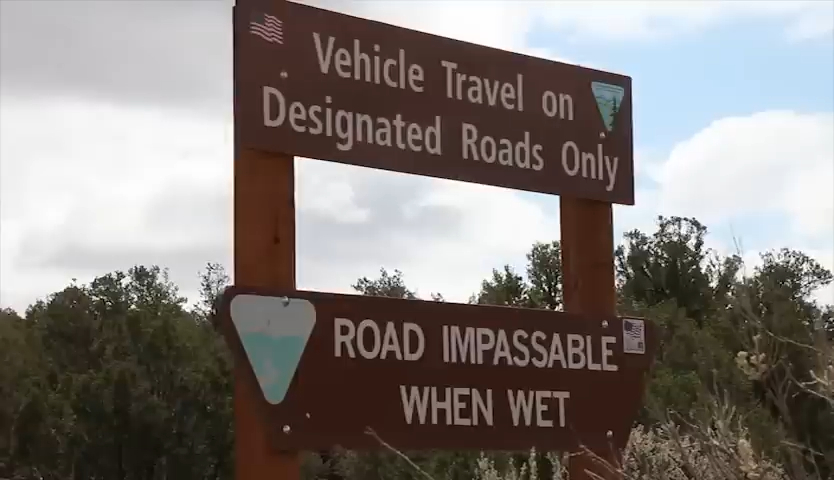 Vehicle Travel on
Designated Roads Only
ROAD IMPASSABLE
WHEN WET